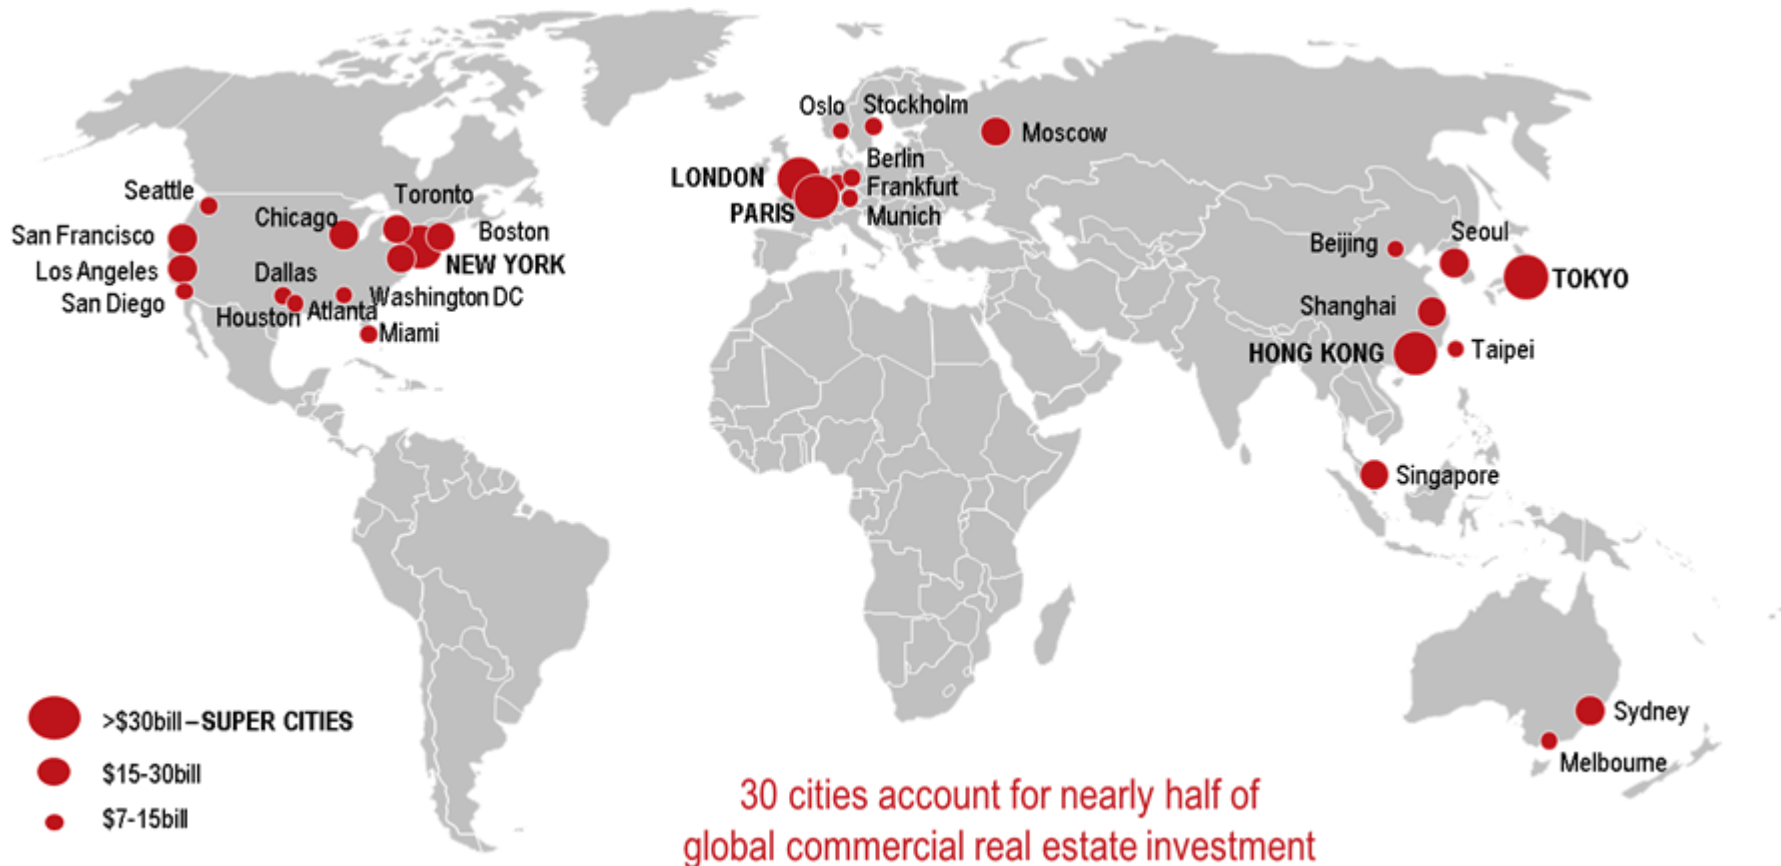 Oslo
Stockholm
Moscow
Berlin
LONDON
Frankfurt
PARIS
Munich
Seattle
Toronto
Chicago
San Francisco
Boston
NEW YORK
Los Angeles
Dallas
San Diego
Washington DC
Houston
Atlanta
Miami
Beijing
Seoul
TOKYO
Shanghai
HONG KONG
Taipei
Singapore
Sydney
Melbourne
>$30bill – SUPER CITIES
$15-30bill
$7-15bill
30 cities account for nearly half of
global commercial real estate investment